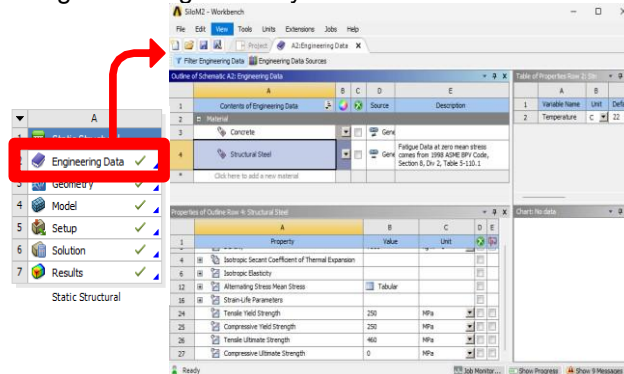 SiloM2 - Workbench
File Edit View Tools Units Extensions Jobs Help
Project A2:Engineering Data X
Filter Engineering Data Engineering Data Sources
Outline of Schematic A2: Engineering Data
A B C D E
1 Contents of Engineering Data Source Description
2 Material
3 Concrete Gene
4 Structural Steel Gene Fatigue Data at zero mean stress
comes from 1998 ASME BPV Code,
Section 8, Div 2, Table 5-110.1
* Click here to add a new material
Table of Properties Row 2:
A B
1 Variable Name Unit Defa
2 Temperature C 22
Properties of Outline Row 4: Structural Steel
A B C D E
1 Property Value Unit
4 Isotropic Secant Coefficient of Thermal Expansion
6 Isotropic Elasticity
12 Alternating Stress Mean Stress Tabular
16 Strain-Life Parameters
24 Tensile Yield Strength 250 MPa
25 Compressive Yield Strength 250 MPa
26 Tensile Ultimate Strength 460 MPa
27 Compressive Ultimate Strength 0 MPa
Chart: No data
Ready Job Monitor... Show Progress Show 9 Messages
A
Engineering Data
3 Geometry
4 Model
5 Setup
6 Solution
7 Results
Static Structural